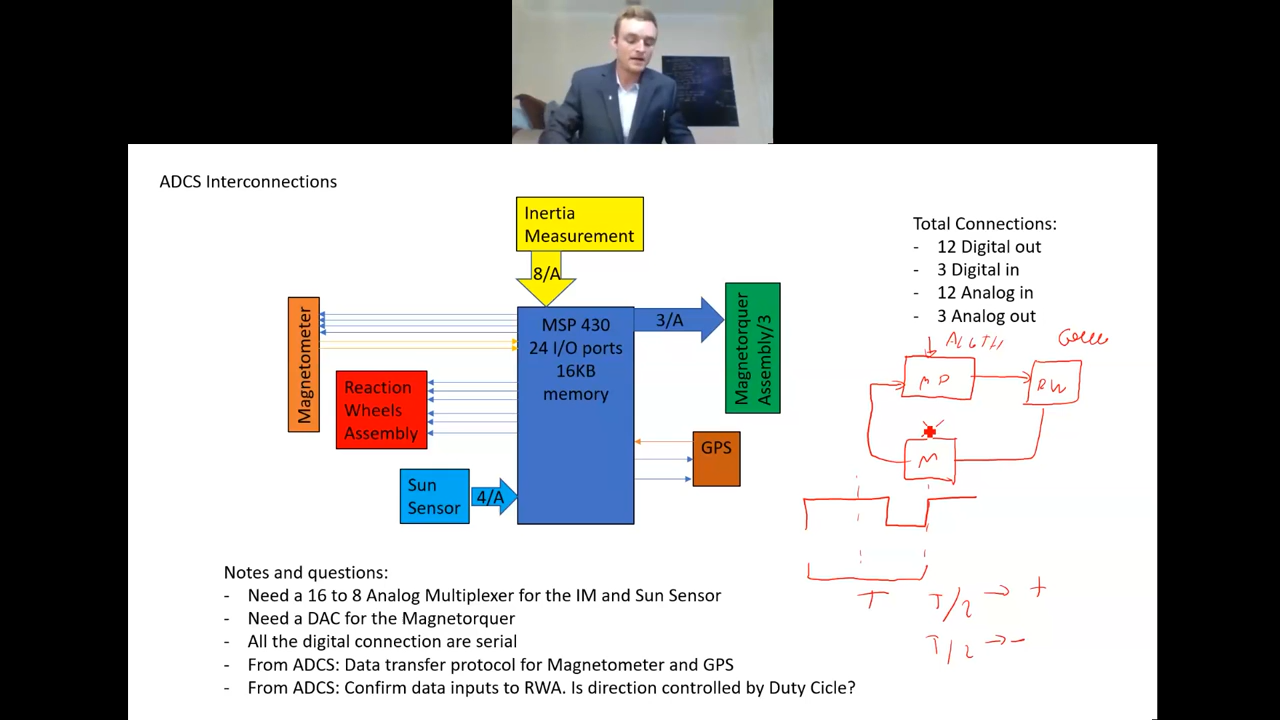 ADCS Interconnections
Inertia
Measurement
8/A
MSP 430
24 I/O ports
16KB
memory
3/A
Magnetorquer
Assembly/3
Magnetometer
Reaction
Wheels
Assembly
GPS
Sun
Sensor
4/A
Total Connections:
- 12 Digital out
- 3 Digital in
- 12 Analog in
- 3 Analog out
MP
RW
M
T
T/2 → +
T/2 → -
Notes and questions:
- Need a 16 to 8 Analog Multiplexer for the IM and Sun Sensor
- Need a DAC for the Magnetorquer
- All the digital connection are serial
- From ADCS: Data transfer protocol for Magnetometer and GPS
- From ADCS: Confirm data inputs to RWA. Is direction controlled by Duty Cicle?